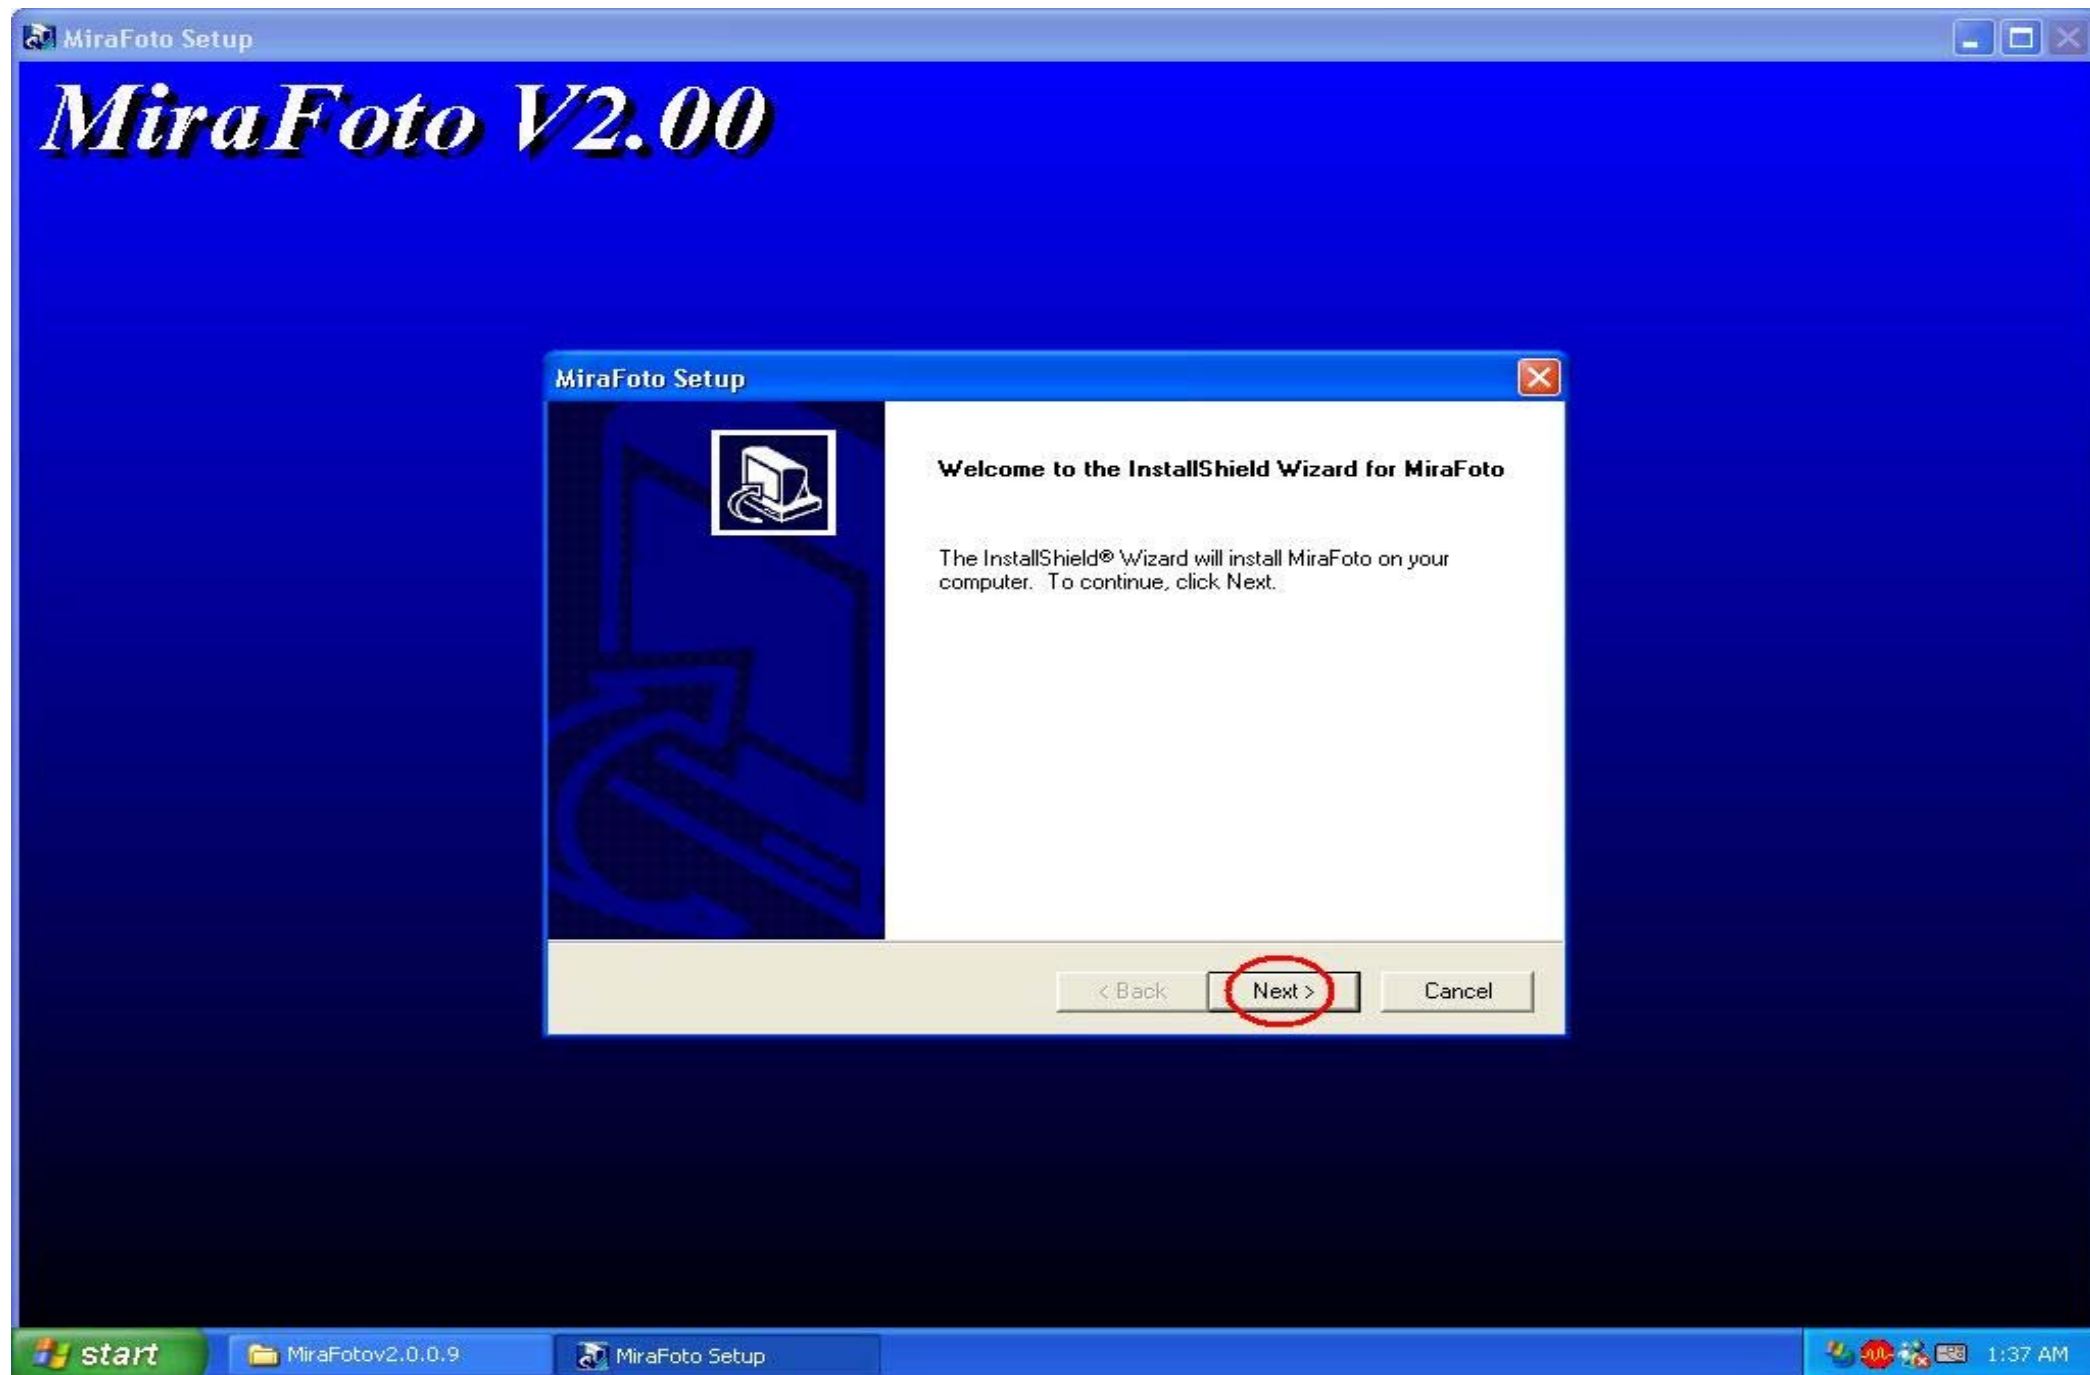 MiraFoto Setup
MiraFoto V2.00
MiraFoto Setup
Welcome to the InstallShield Wizard for MiraFoto
The InstallShield® Wizard will install MiraFoto on your
computer. To continue, click Next.
< Back
Next >
Cancel
start
MiraFotov2.0.0.9
MiraFoto Setup
1:37 AM